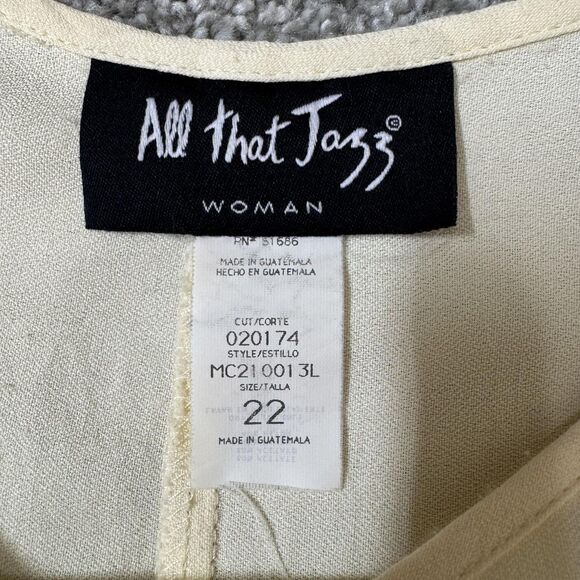 All that Jazz®
WOMAN
RNº 51686
MADE IN GUATEMALA
HECHO EN GUATEMALA
CUT/CORTE
020174
STYLE/ESTILLO
MC210013L
SIZE/TALLA
22
MADE IN GUATEMALA